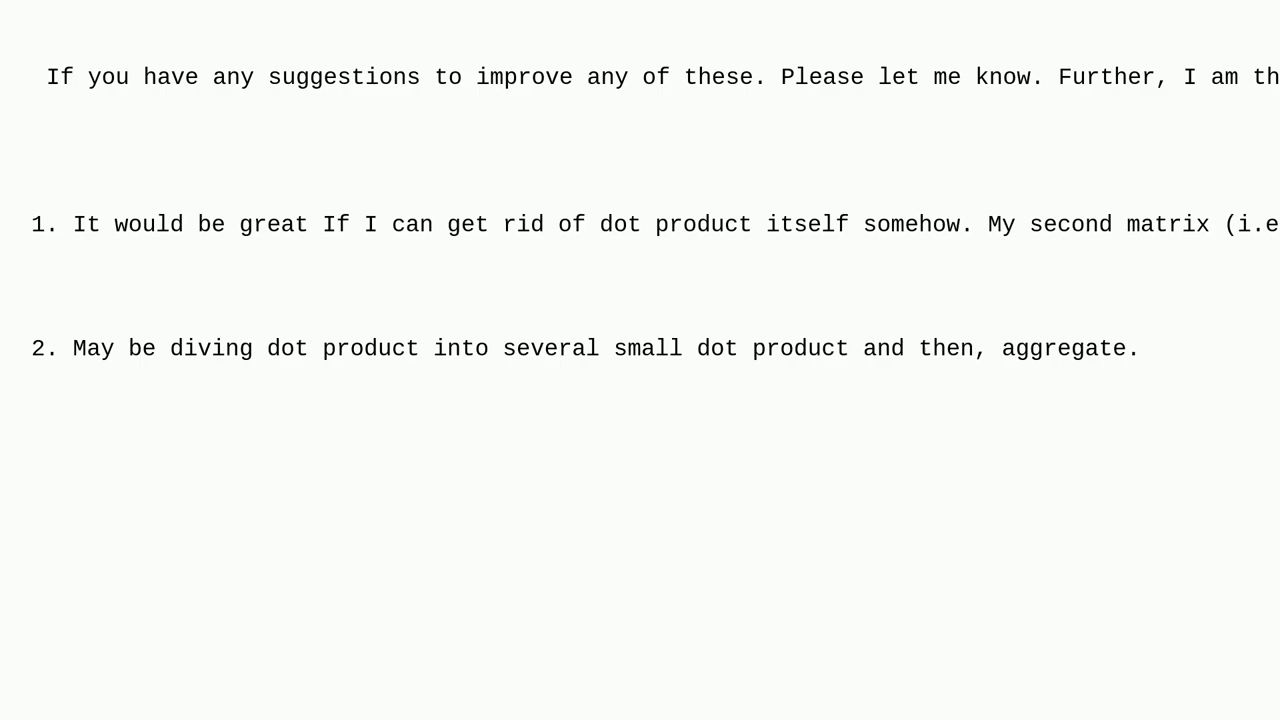 If you have any suggestions to improve any of these. Please let me know. Further, I am
1. It would be great If I can get rid of dot product itself somehow. My second matrix (i.e
2. May be diving dot product into several small dot product and then, aggregate.